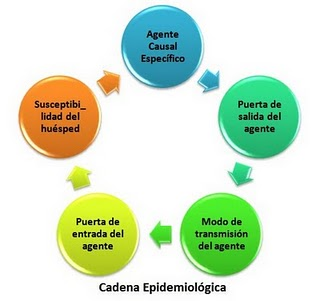 Agente
Causal
Específico
Puerta de
salida del
agente
Modo de
transmisión
del agente
Puerta de
entrada del
agente
Susceptibi_
lidad del
huésped
Cadena Epidemiológica